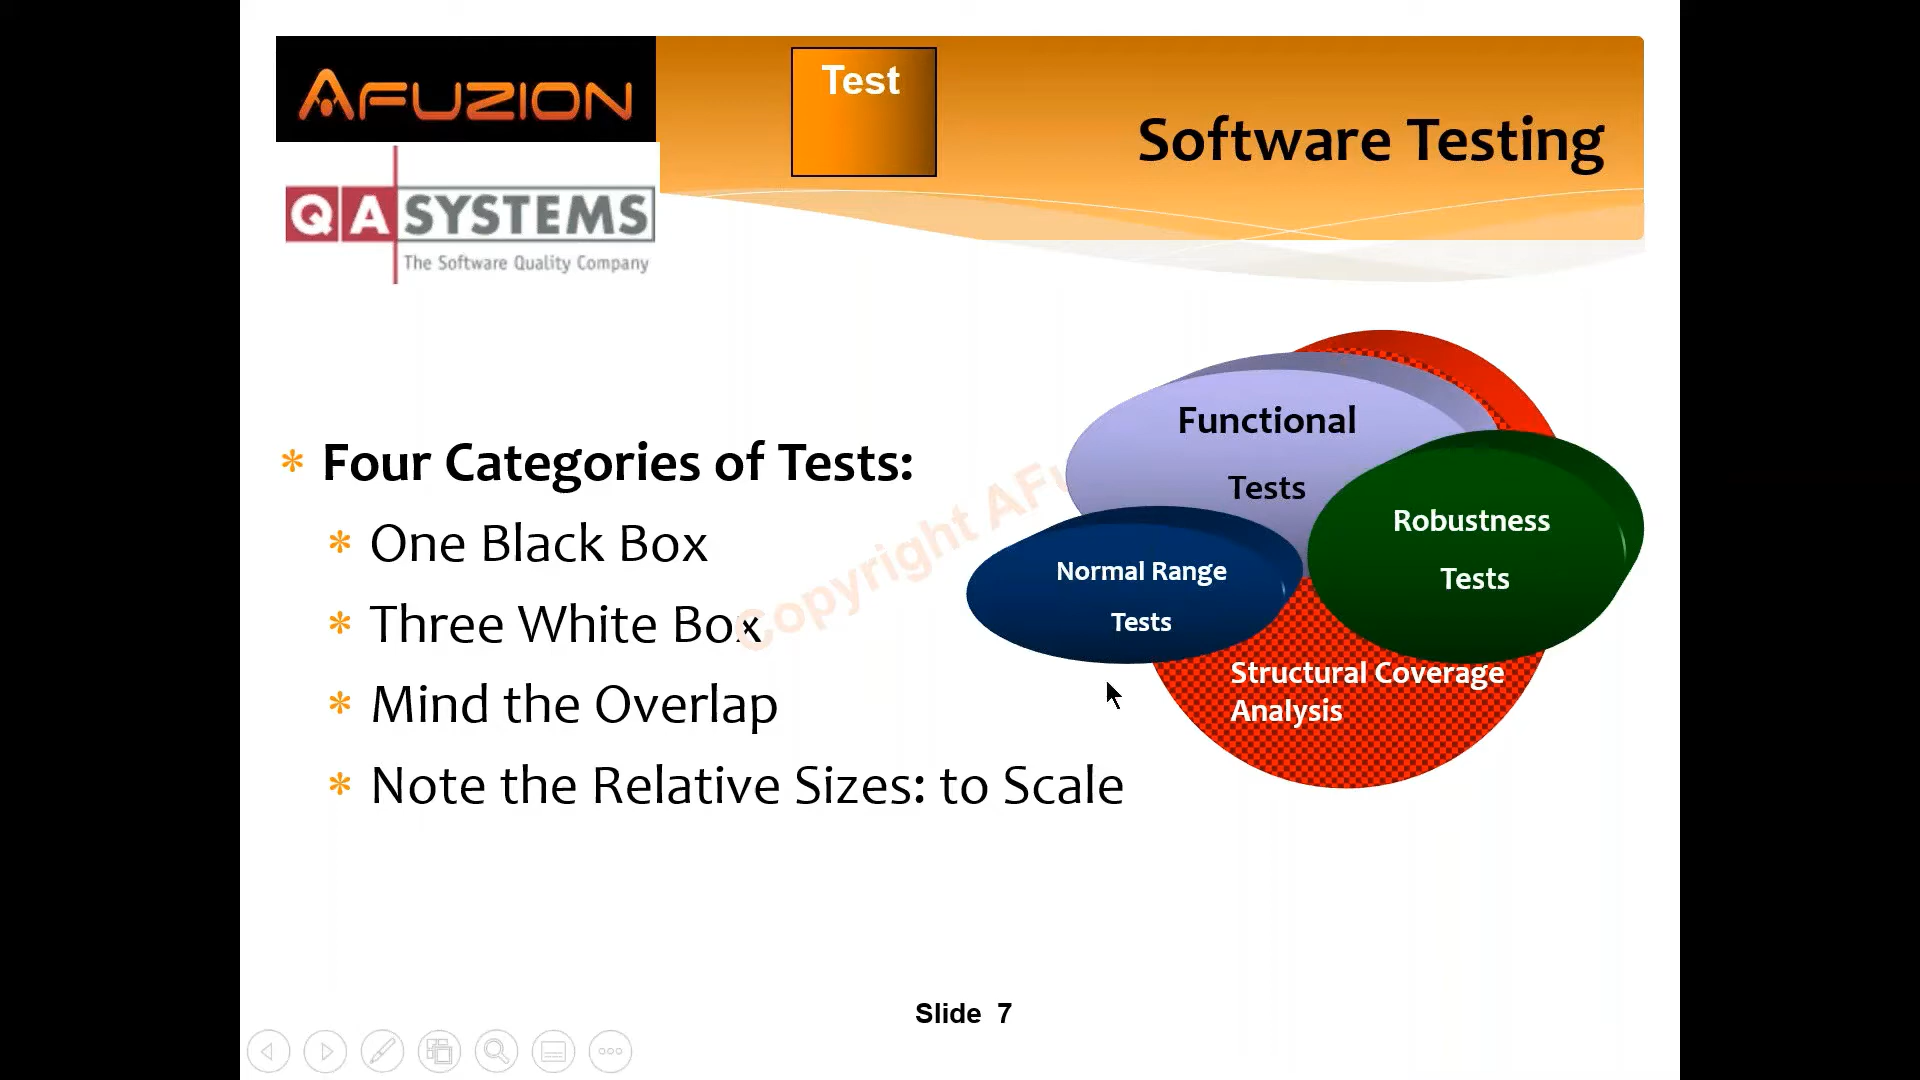 AFUZION
Test
Software Testing
QA SYSTEMS
The Software Quality Company
* Four Categories of Tests:
* One Black Box
* Three White Box
* Mind the Overlap
* Note the Relative Sizes: to Scale
Copyright AFu
Functional
Tests
Robustness
Tests
Normal Range
Tests
Structural Coverage
Analysis
Slide 7